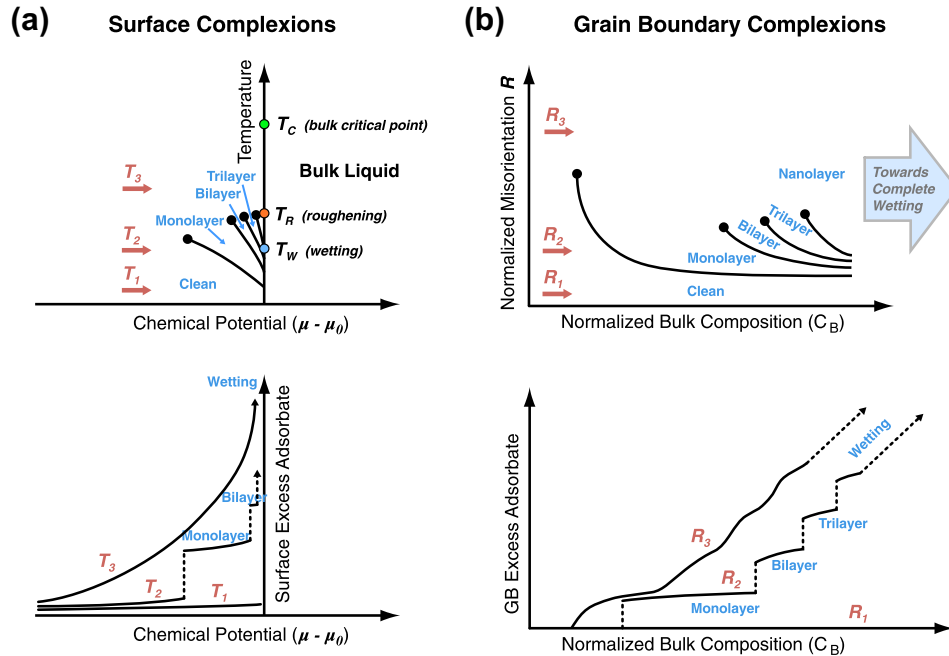 (a)
Surface Complexions
Temperature
T_C (bulk critical point)
Bulk Liquid
Trilayer
Bilayer
Monolayer
T_R (roughening)
T_W (wetting)
Clean
T_3
T_2
T_1
Chemical Potential (μ - μ_0)
Wetting
Surface Excess Adsorbate
Bilayer
Monolayer
T_3
T_2
T_1
Chemical Potential (μ - μ_0)
(b)
Grain Boundary Complexions
Normalized Misorientation R
R_3
R_2
R_1
Nanolayer
Trilayer
Bilayer
Monolayer
Clean
Towards
Complete
Wetting
Normalized Bulk Composition (C_B)
GB Excess Adsorbate
Wetting
Trilayer
Bilayer
Monolayer
R_3
R_2
R_1
Normalized Bulk Composition (C_B)